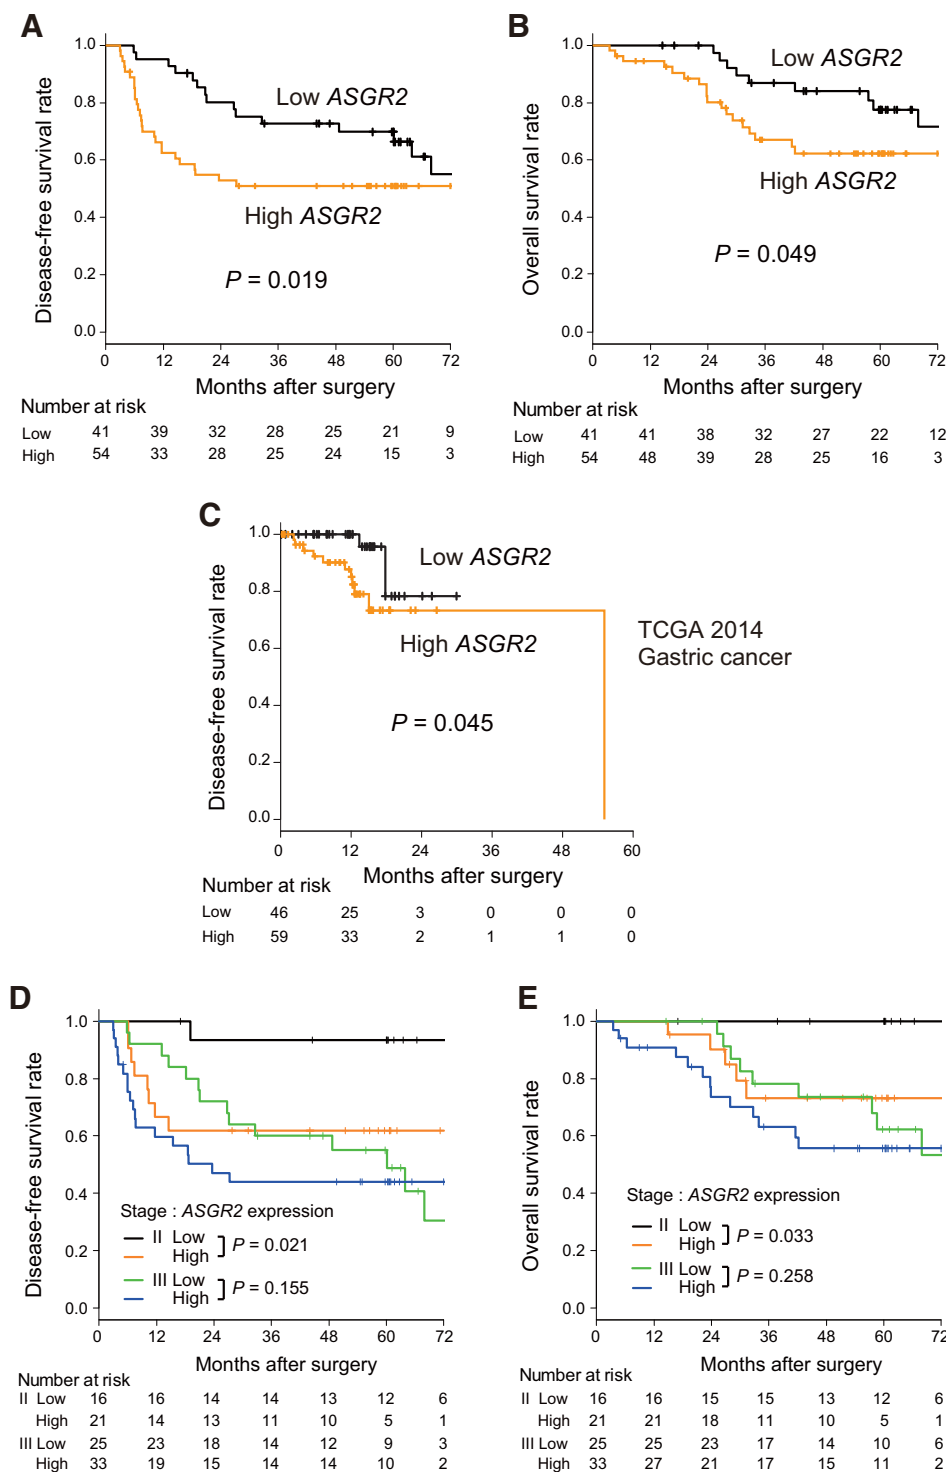 A
Disease-free survival rate
1.0
0.8
0.6
0.4
0.2
0.0
Low ASGR2
High ASGR2
P = 0.019
0 12 24 36 48 60 72
Months after surgery
Number at risk
Low 41 39 32 28 25 21 9
High 54 33 28 25 24 15 3
B
Overall survival rate
1.0
0.8
0.6
0.4
0.2
0.0
Low ASGR2
High ASGR2
P = 0.049
0 12 24 36 48 60 72
Months after surgery
Number at risk
Low 41 41 38 32 27 22 12
High 54 48 39 28 25 16 3
C
Disease-free survival rate
1.0
0.8
0.6
0.4
0.2
0.0
Low ASGR2
High ASGR2
P = 0.045
TCGA 2014
Gastric cancer
0 12 24 36 48 60
Months after surgery
Number at risk
Low 46 25 3 0 0 0
High 59 33 2 1 1 0
D
Disease-free survival rate
1.0
0.8
0.6
0.4
0.2
0.0
Stage : ASGR2 expression
II Low
High
P = 0.021
III Low
High
P = 0.155
0 12 24 36 48 60 72
Months after surgery
Number at risk
II Low 16 16 14 14 13 12 6
High 21 14 13 11 10 5 1
III Low 25 23 18 14 12 9 3
High 33 19 15 14 14 10 2
E
Overall survival rate
1.0
0.8
0.6
0.4
0.2
0.0
Stage : ASGR2 expression
II Low
High
P = 0.033
III Low
High
P = 0.258
0 12 24 36 48 60 72
Months after surgery
Number at risk
II Low 16 16 15 15 13 12 6
High 21 21 18 11 10 5 1
III Low 25 25 23 17 14 10 6
High 33 27 21 17 15 11 2